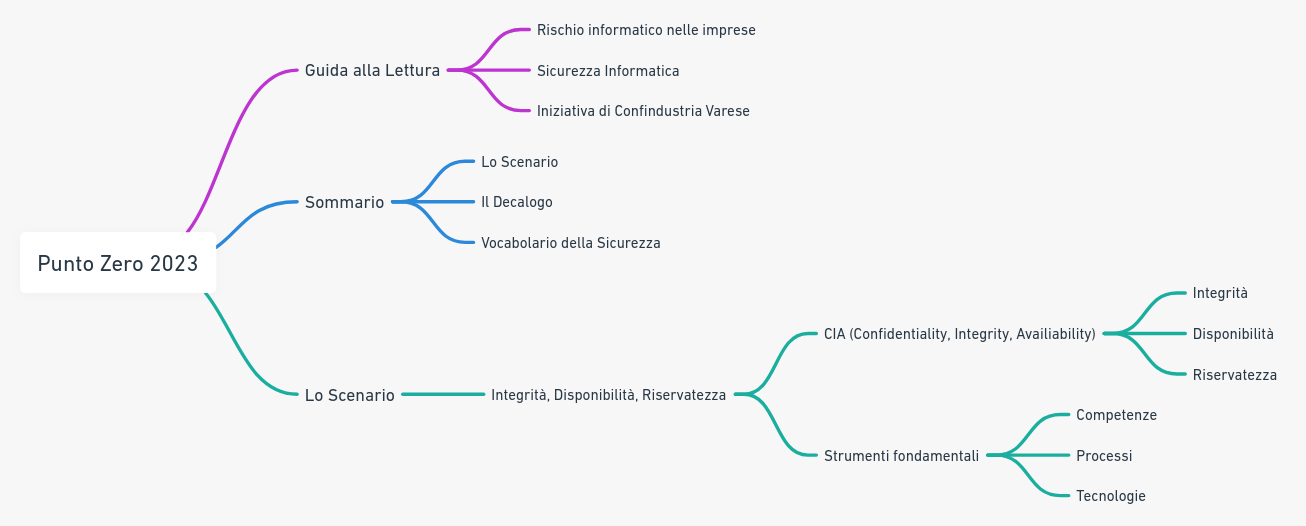 Punto Zero 2023
Guida alla Lettura
Rischio informatico nelle imprese
Sicurezza Informatica
Iniziativa di Confindustria Varese
Sommario
Lo Scenario
Il Decalogo
Vocabolario della Sicurezza
Lo Scenario
Integrità, Disponibilità, Riservatezza
CIA (Confidentiality, Integrity, Availiability)
Integrità
Disponibilità
Riservatezza
Strumenti fondamentali
Competenze
Processi
Tecnologie